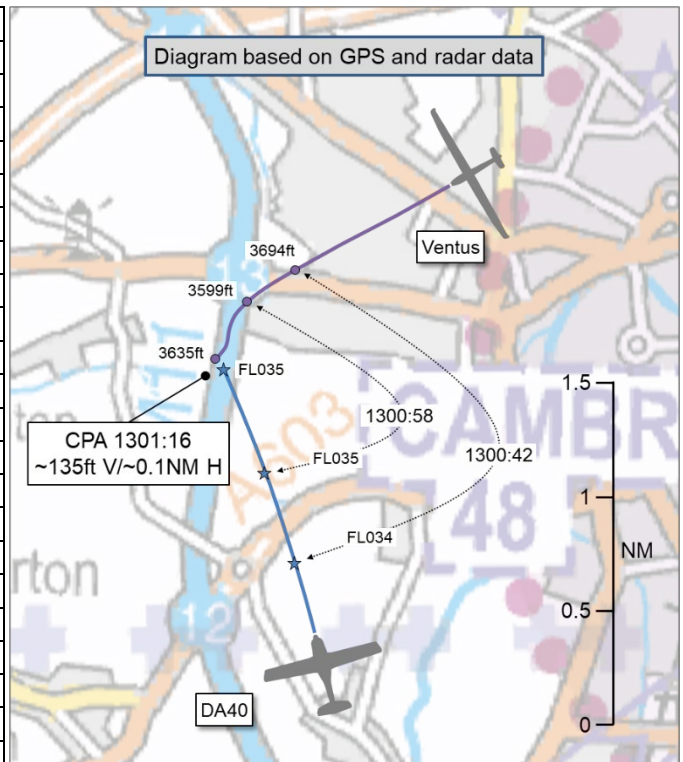 Diagram based on GPS and radar data
Ventus
3694ft
13
3599ft
3635ft
FL035
M11
1.5
CAMBR
1300:58
CPA 1301:16
~135ft V/~0.1NM H
A603
1300:42
FL035
48
1
NM
FL034
rton
0.5
12
DA40
0